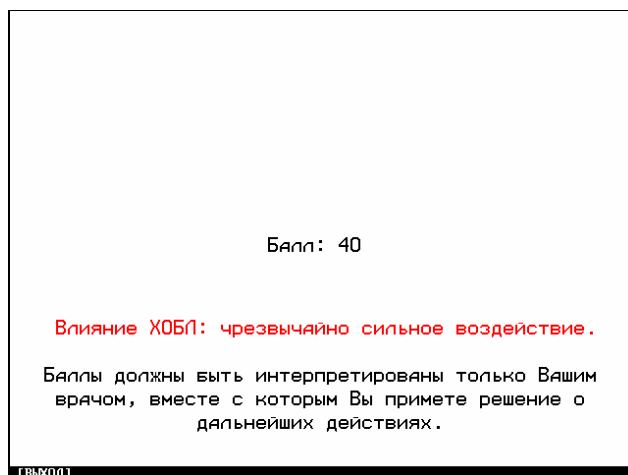 Балл: 40
Влияние ХОБЛ: чрезвычайно сильное воздействие.
Баллы должны быть интерпретированы только Вашим
врачом, вместе с которым Вы примете решение о
дальнейших действиях.
[ВЫХОД]